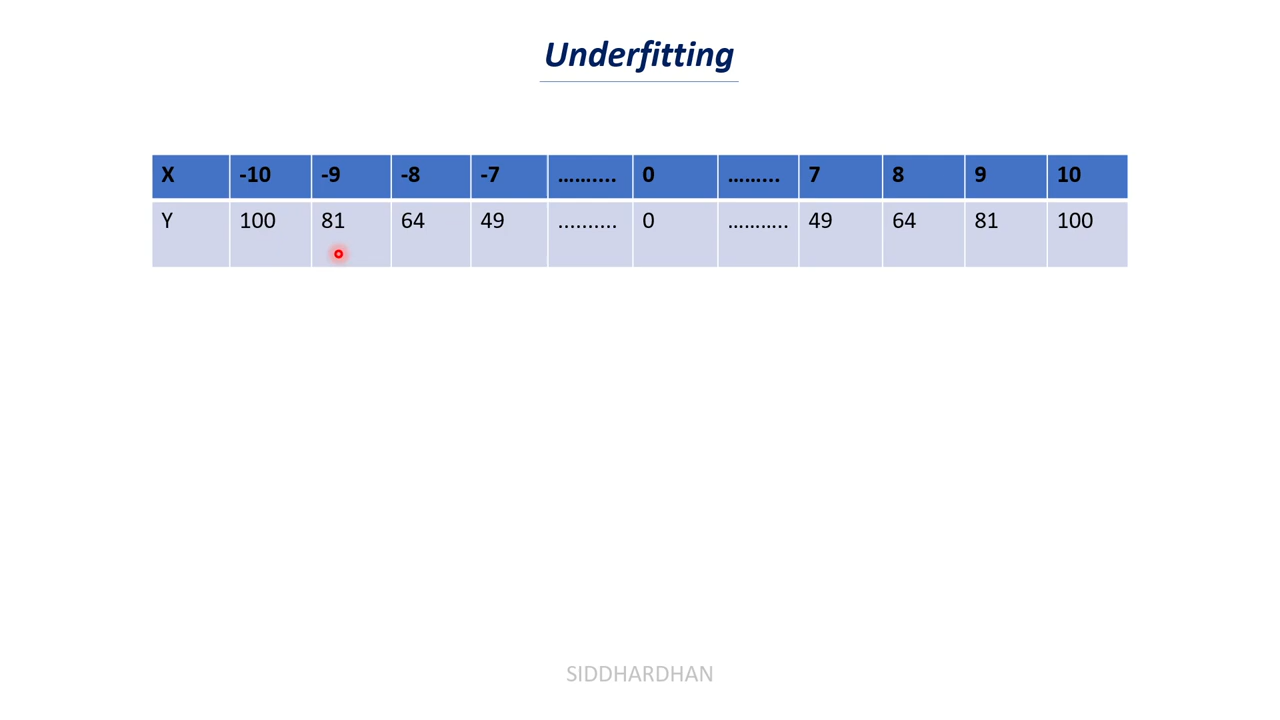 Underfitting
X -10 -9 -8 -7 .......... 0 ......... 7 8 9 10
Y 100 81 64 49 .......... 0 ........... 49 64 81 100
SIDDHARDHAN